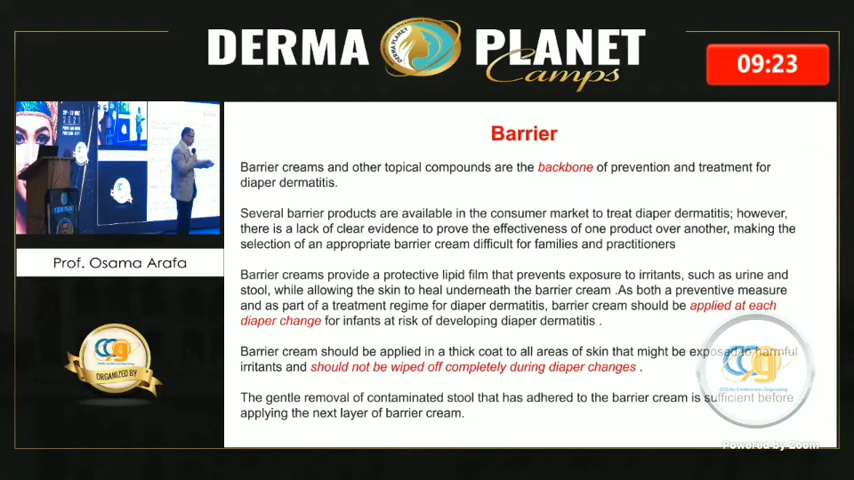 DERMA PLANET
Camps
09:23
Barrier
Barrier creams and other topical compounds are the backbone of prevention and treatment for
diaper dermatitis.
Several barrier products are available in the consumer market to treat diaper dermatitis; however,
there is a lack of clear evidence to prove the effectiveness of one product over another, making the
selection of an appropriate barrier cream difficult for families and practitioners
Barrier creams provide a protective lipid film that prevents exposure to irritants, such as urine and
stool, while allowing the skin to heal underneath the barrier cream .As both a preventive measure
and as part of a treatment regime for diaper dermatitis, barrier cream should be applied at each
diaper change for infants at risk of developing diaper dermatitis .
Barrier cream should be applied in a thick coat to all areas of skin that might be exposed to harmful
irritants and should not be wiped off completely during diaper changes .
The gentle removal of contaminated stool that has adhered to the barrier cream is sufficient before
applying the next layer of barrier cream.
Prof. Osama Arafa
CCg
ORGANIZED BY
CCg
CCG for Conferences Organizing
Powered by Zoom